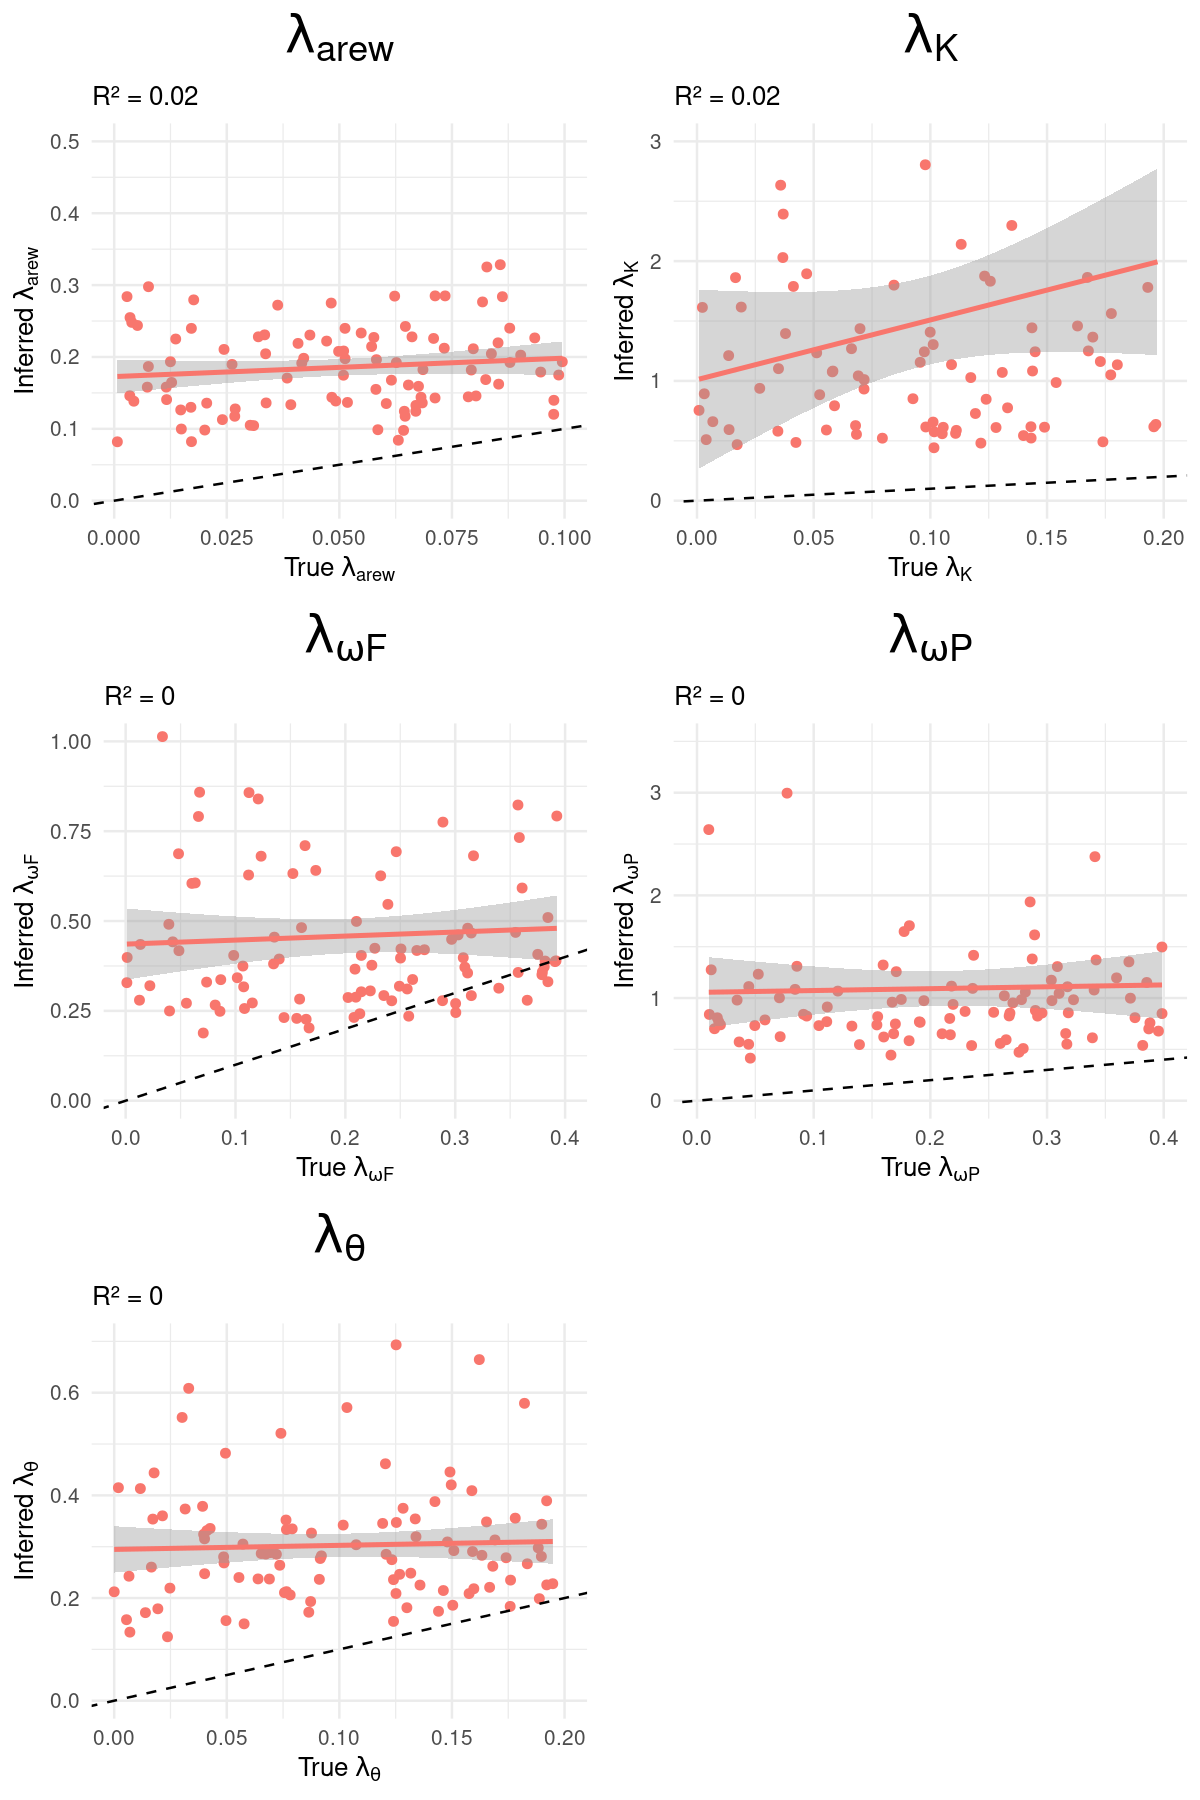 λarew
R² = 0.02
0.5
0.4
0.3
0.2
0.1
0.0
Inferred λarew
0.000 0.025 0.050 0.075 0.100
True λarew
λK
R² = 0.02
3
2
1
0
Inferred λK
0.00 0.05 0.10 0.15 0.20
True λK
λωF
R² = 0
1.00
0.75
0.50
0.25
0.00
Inferred λωF
0.0 0.1 0.2 0.3 0.4
True λωF
λωP
R² = 0
3
2
1
0
Inferred λωP
0.0 0.1 0.2 0.3 0.4
True λωP
λθ
R² = 0
0.6
0.4
0.2
0.0
Inferred λθ
0.00 0.05 0.10 0.15 0.20
True λθ